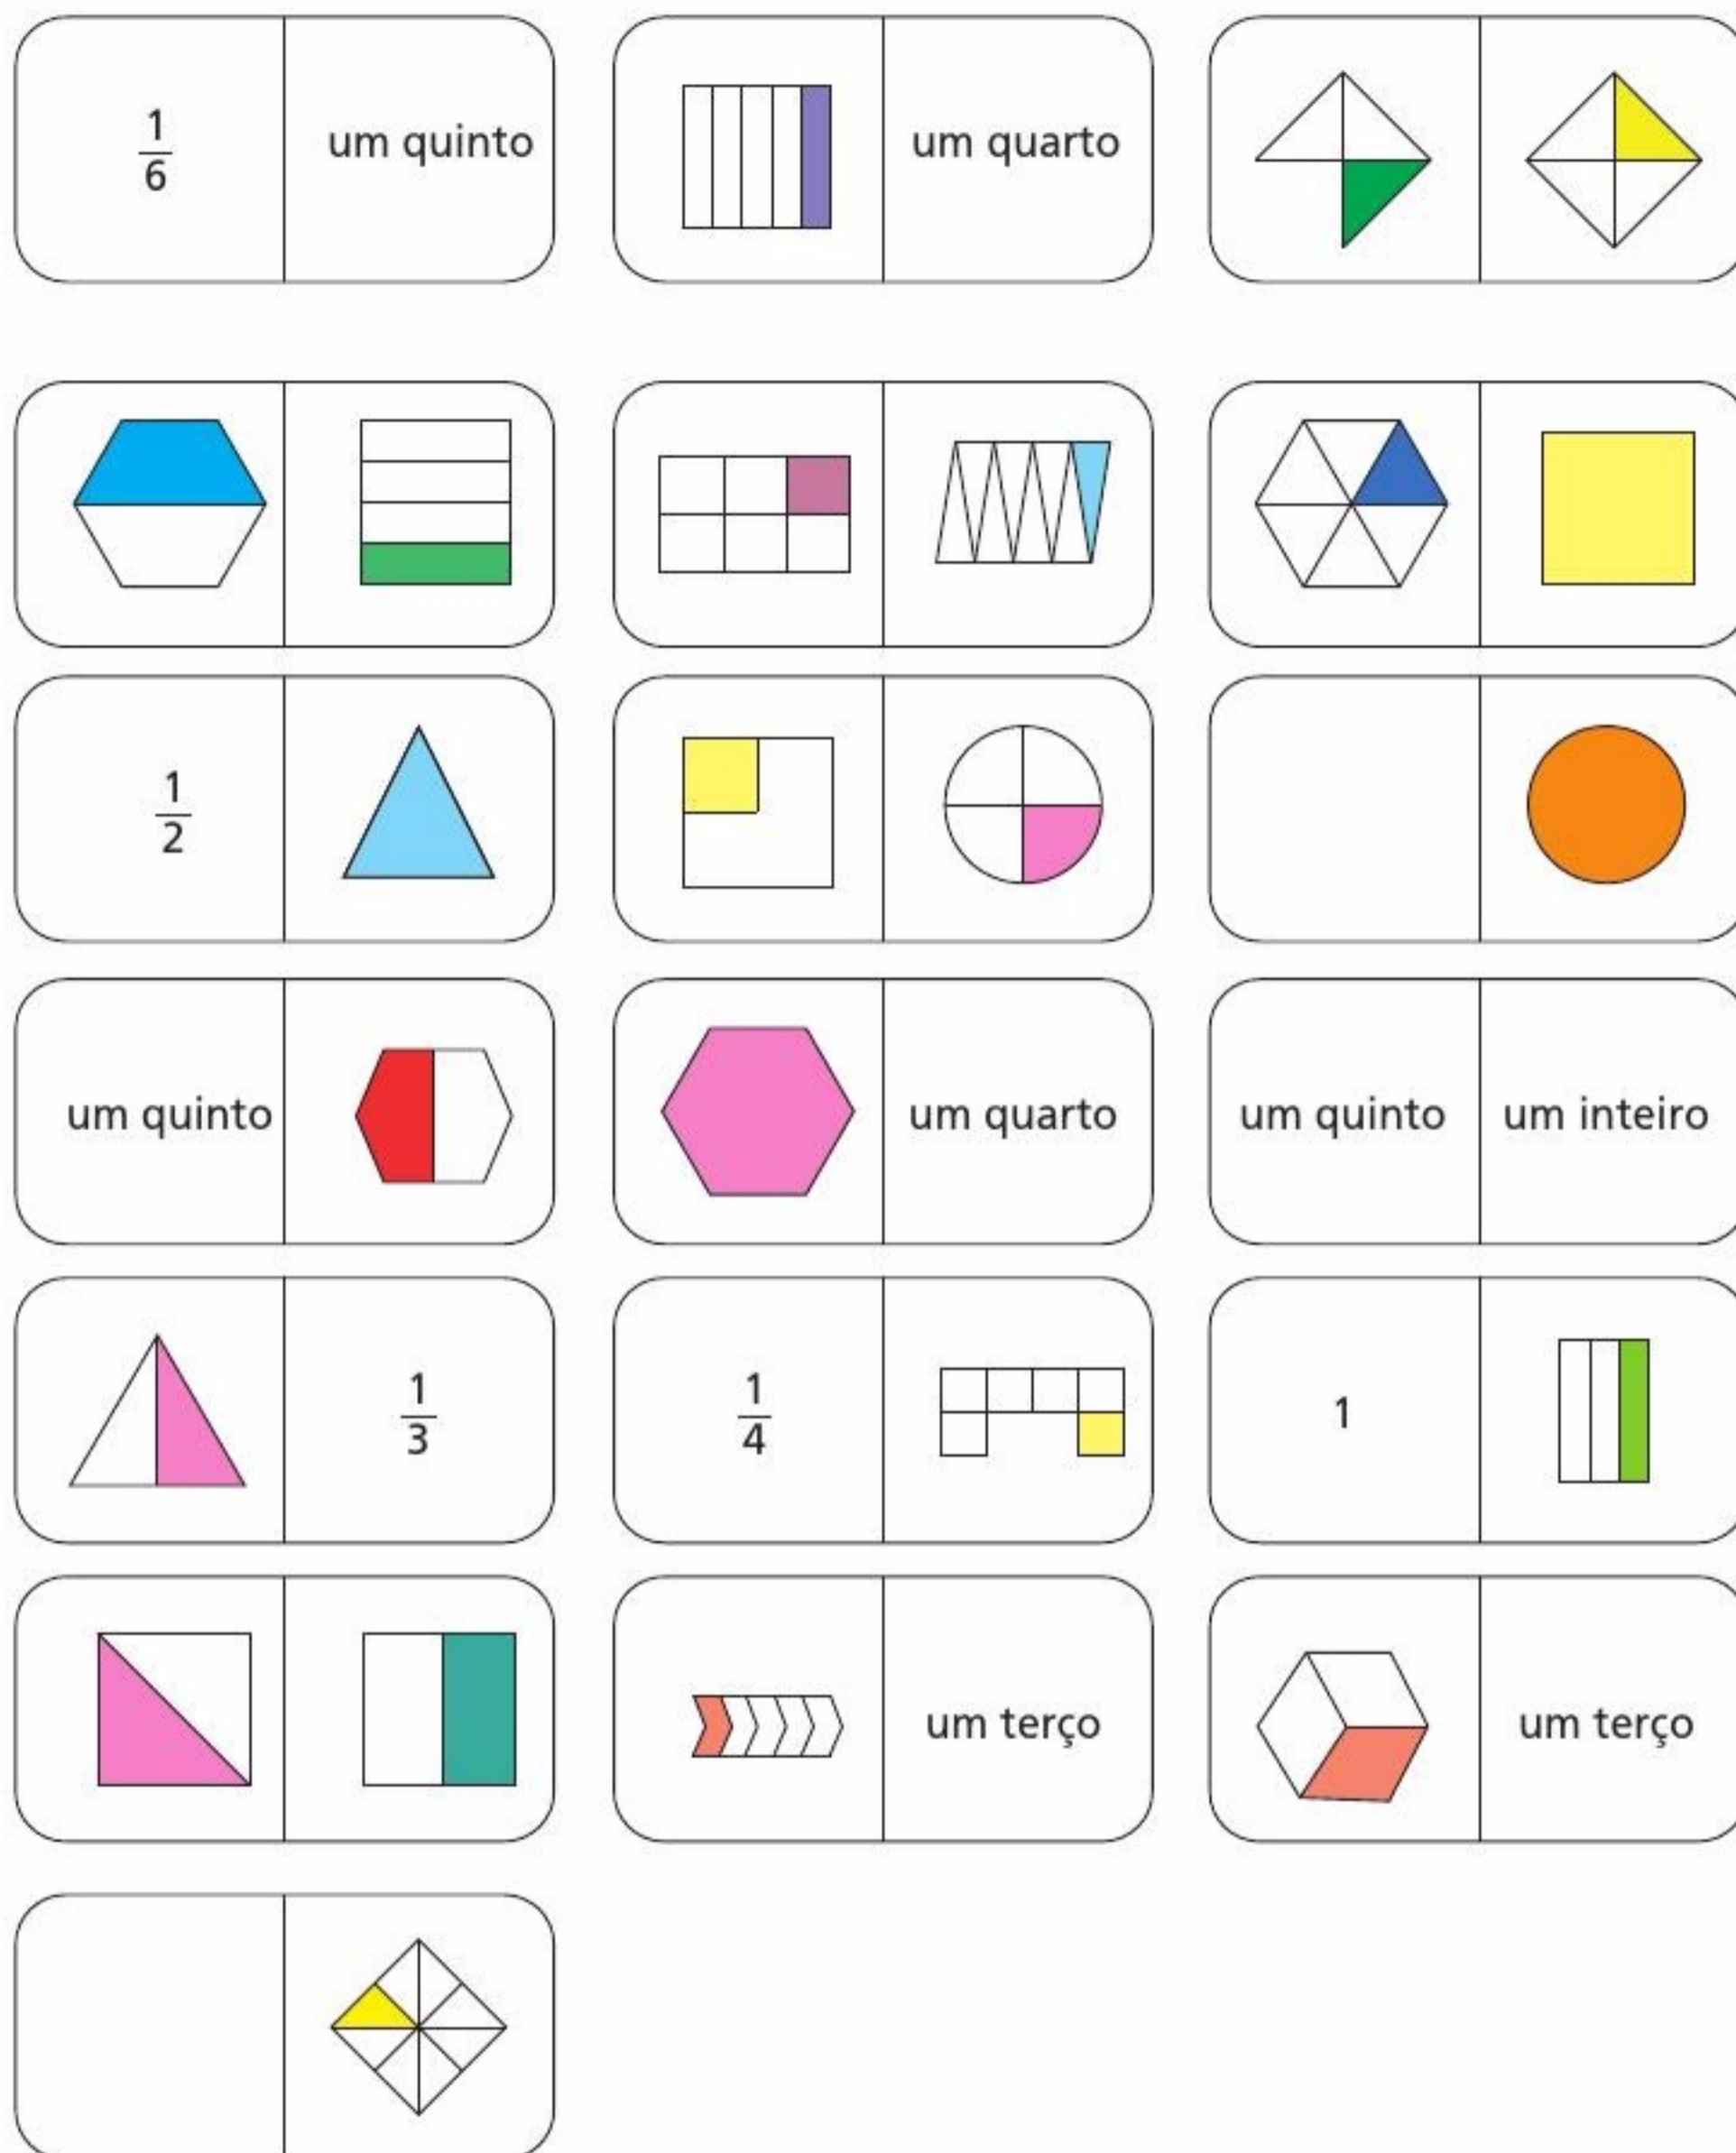 1/6 um quinto um quarto
1/2
um quinto um quarto um quinto um inteiro
1/3 1/4 1
um terço um terço